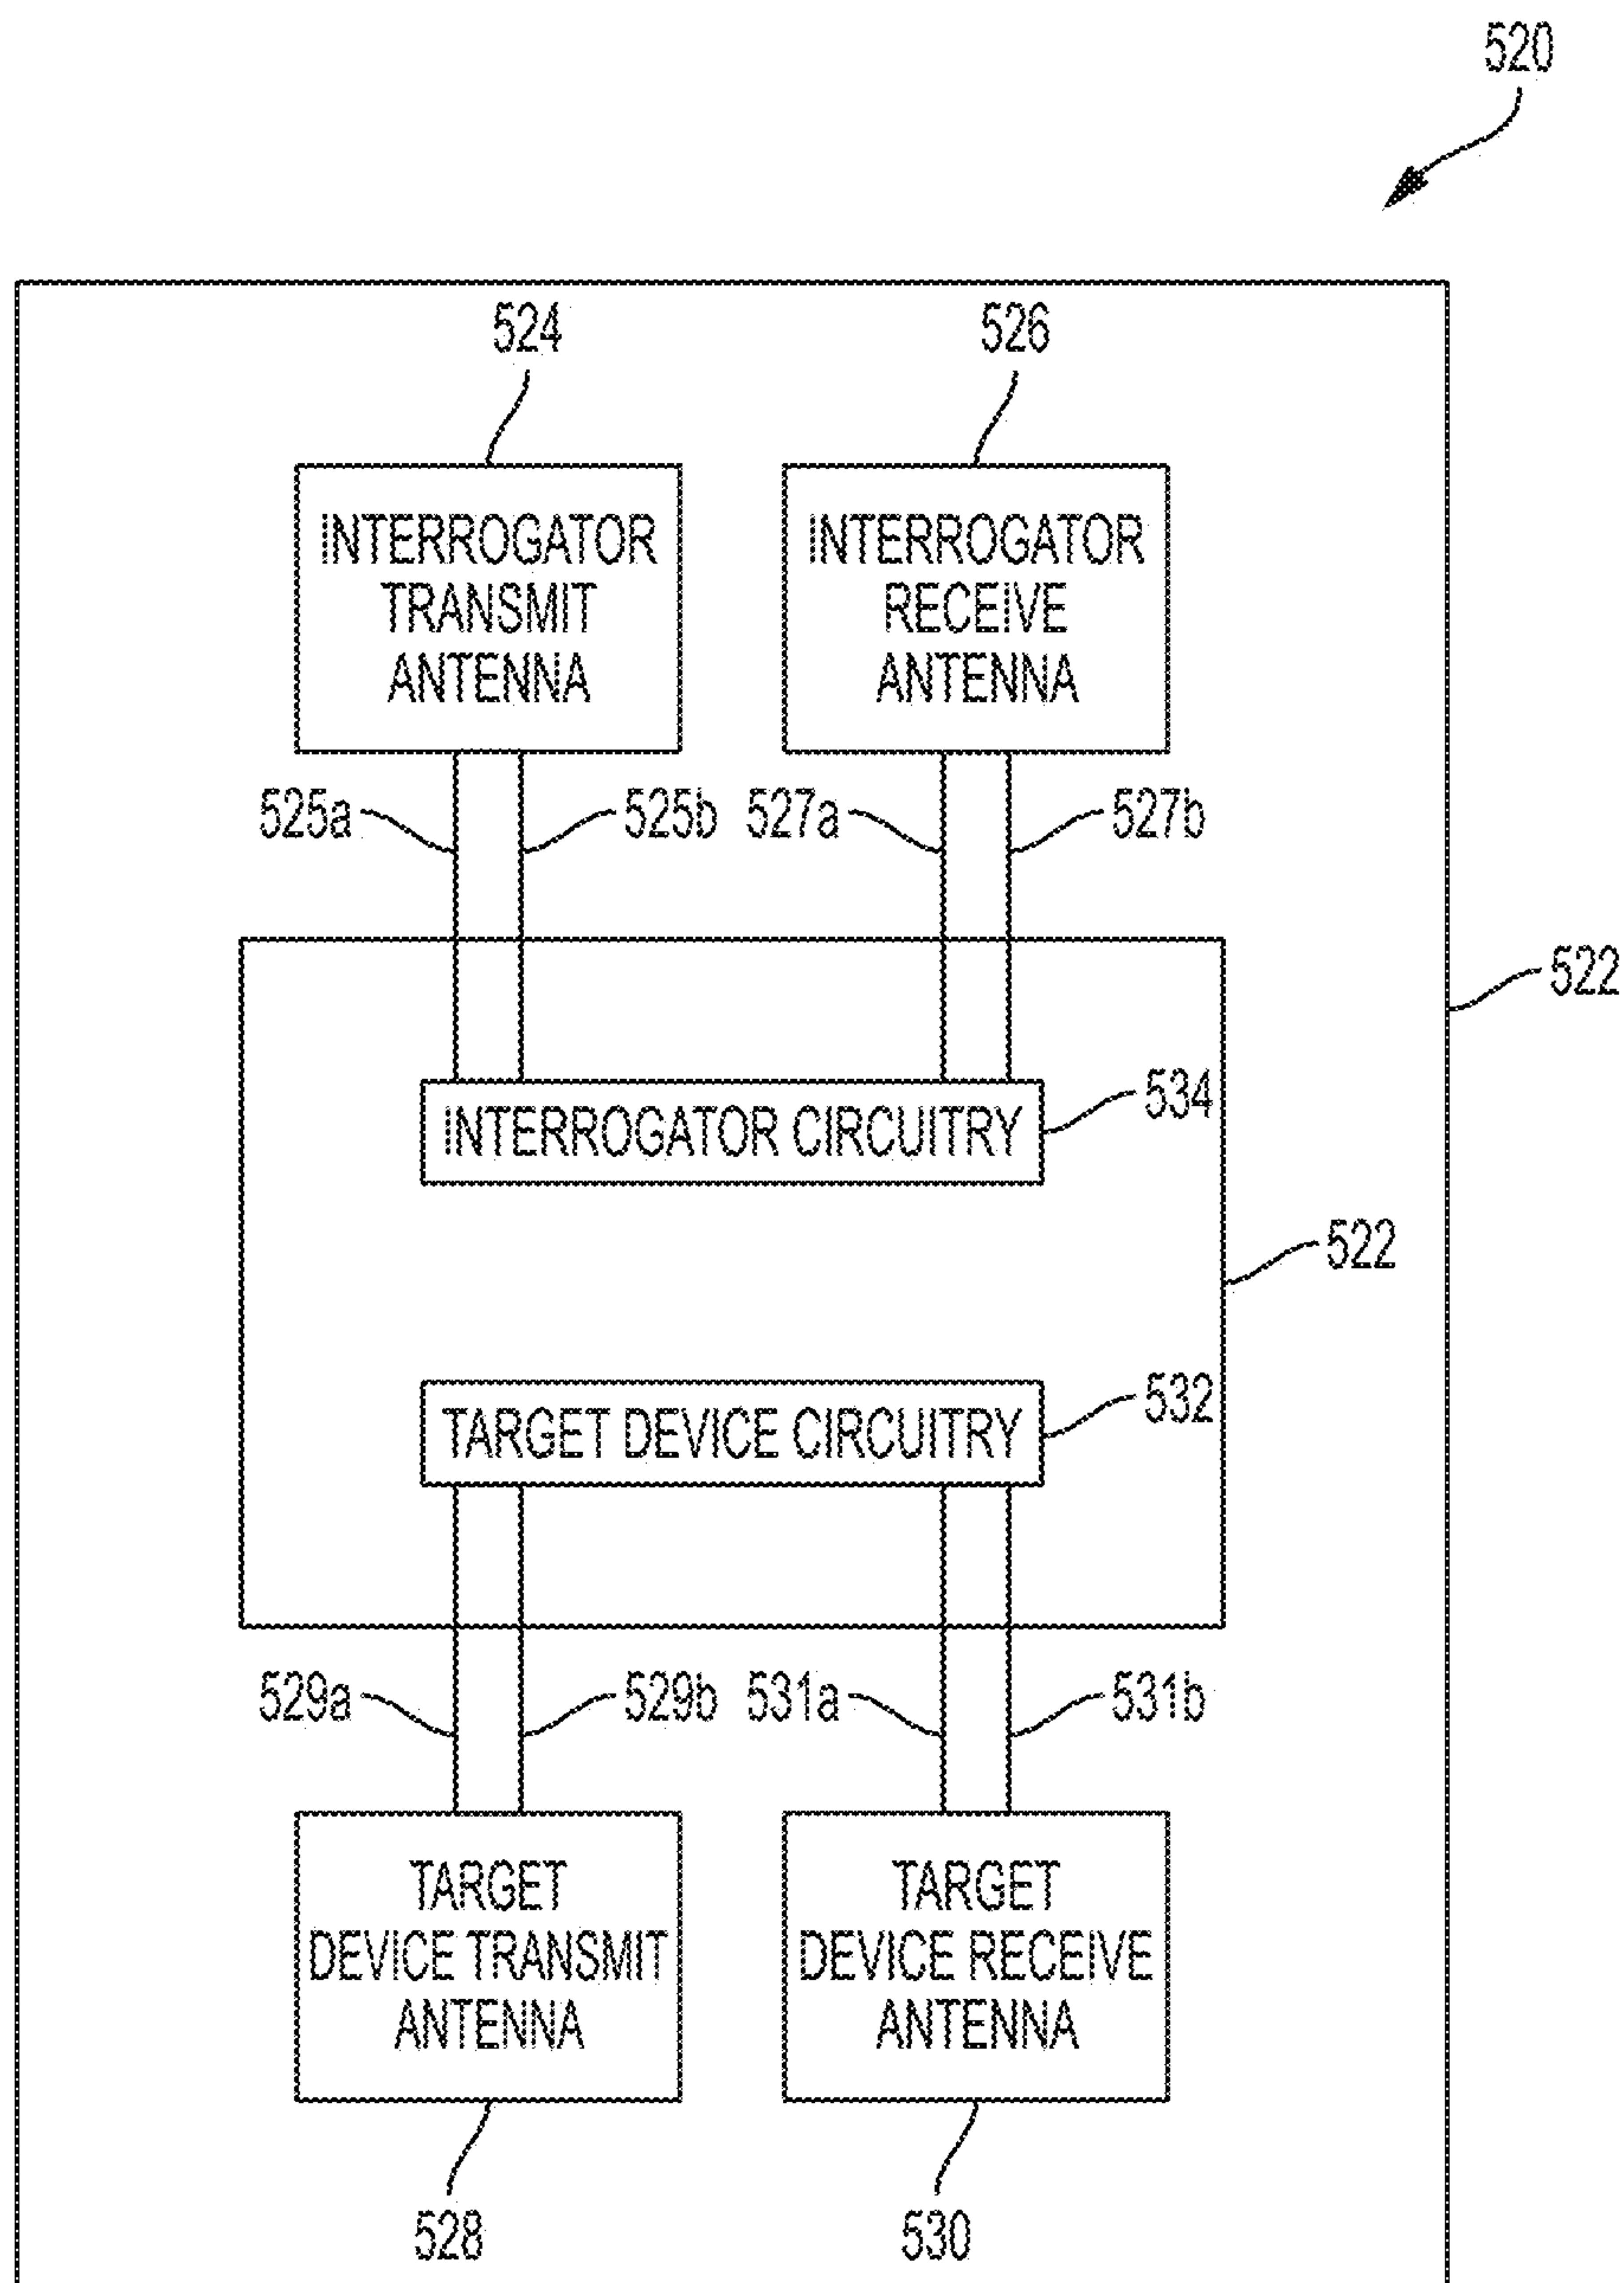 520
524
526
INTERROGATOR
TRANSMIT
ANTENNA
INTERROGATOR
RECEIVE
ANTENNA
525a
525b
527a
527b
522
INTERROGATOR CIRCUITRY
534
522
TARGET DEVICE CIRCUITRY
532
529a
529b
531a
531b
TARGET
DEVICE TRANSMIT
ANTENNA
TARGET
DEVICE RECEIVE
ANTENNA
528
530